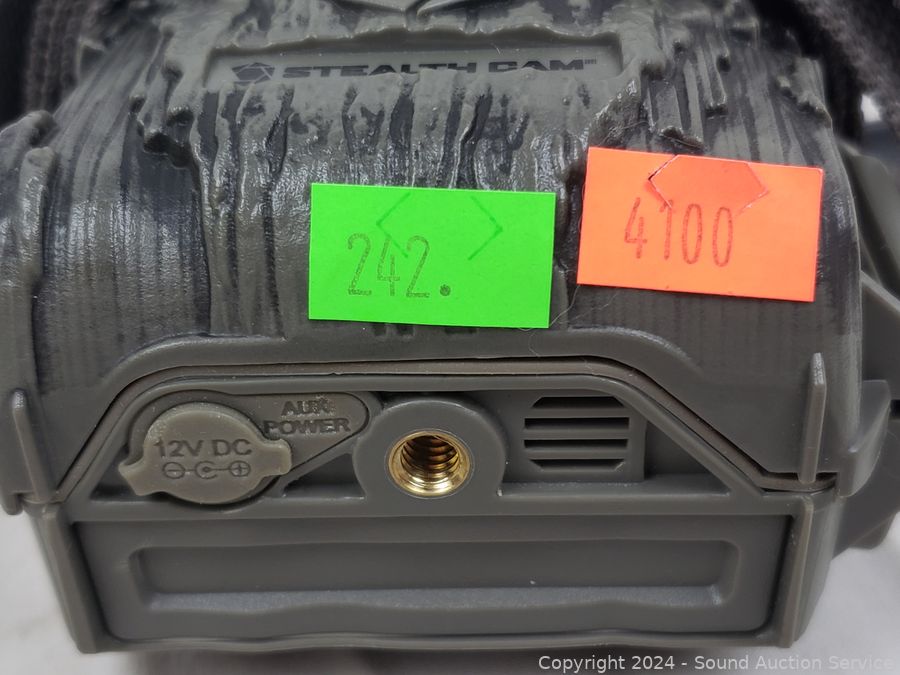 STEALTH CAM
242.
4100
AUX
POWER
12V DC
Copyright 2024 - Sound Auction Service